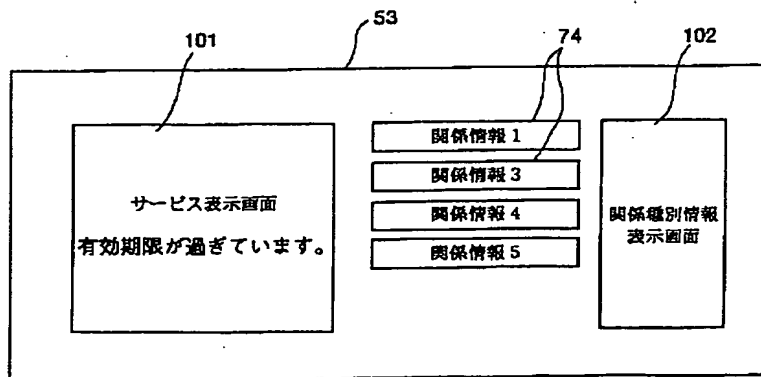 53
101
74
102
サービス表示画面
有効期限が過ぎています。
関係情報1
関係情報3
関係情報4
関係情報5
関係種別情報
表示画面